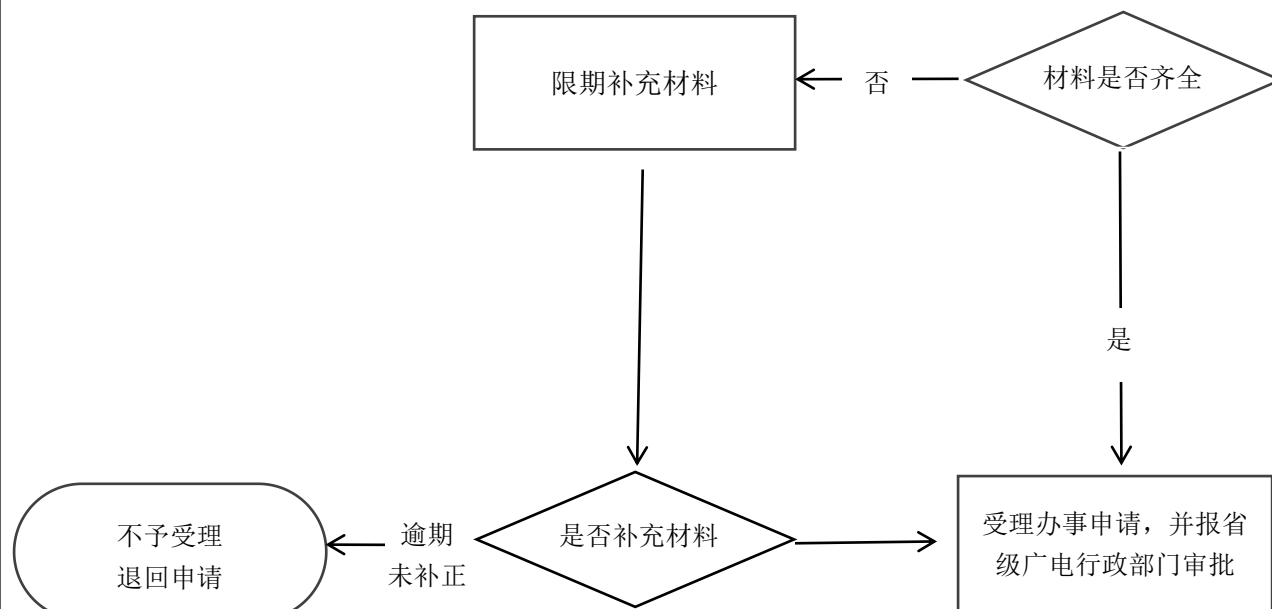 限期补充材料
否
材料是否齐全
是
不予受理
退回申请
逾期
未补正
是否补充材料
受理办事申请，并报省
级广电行政部门审批